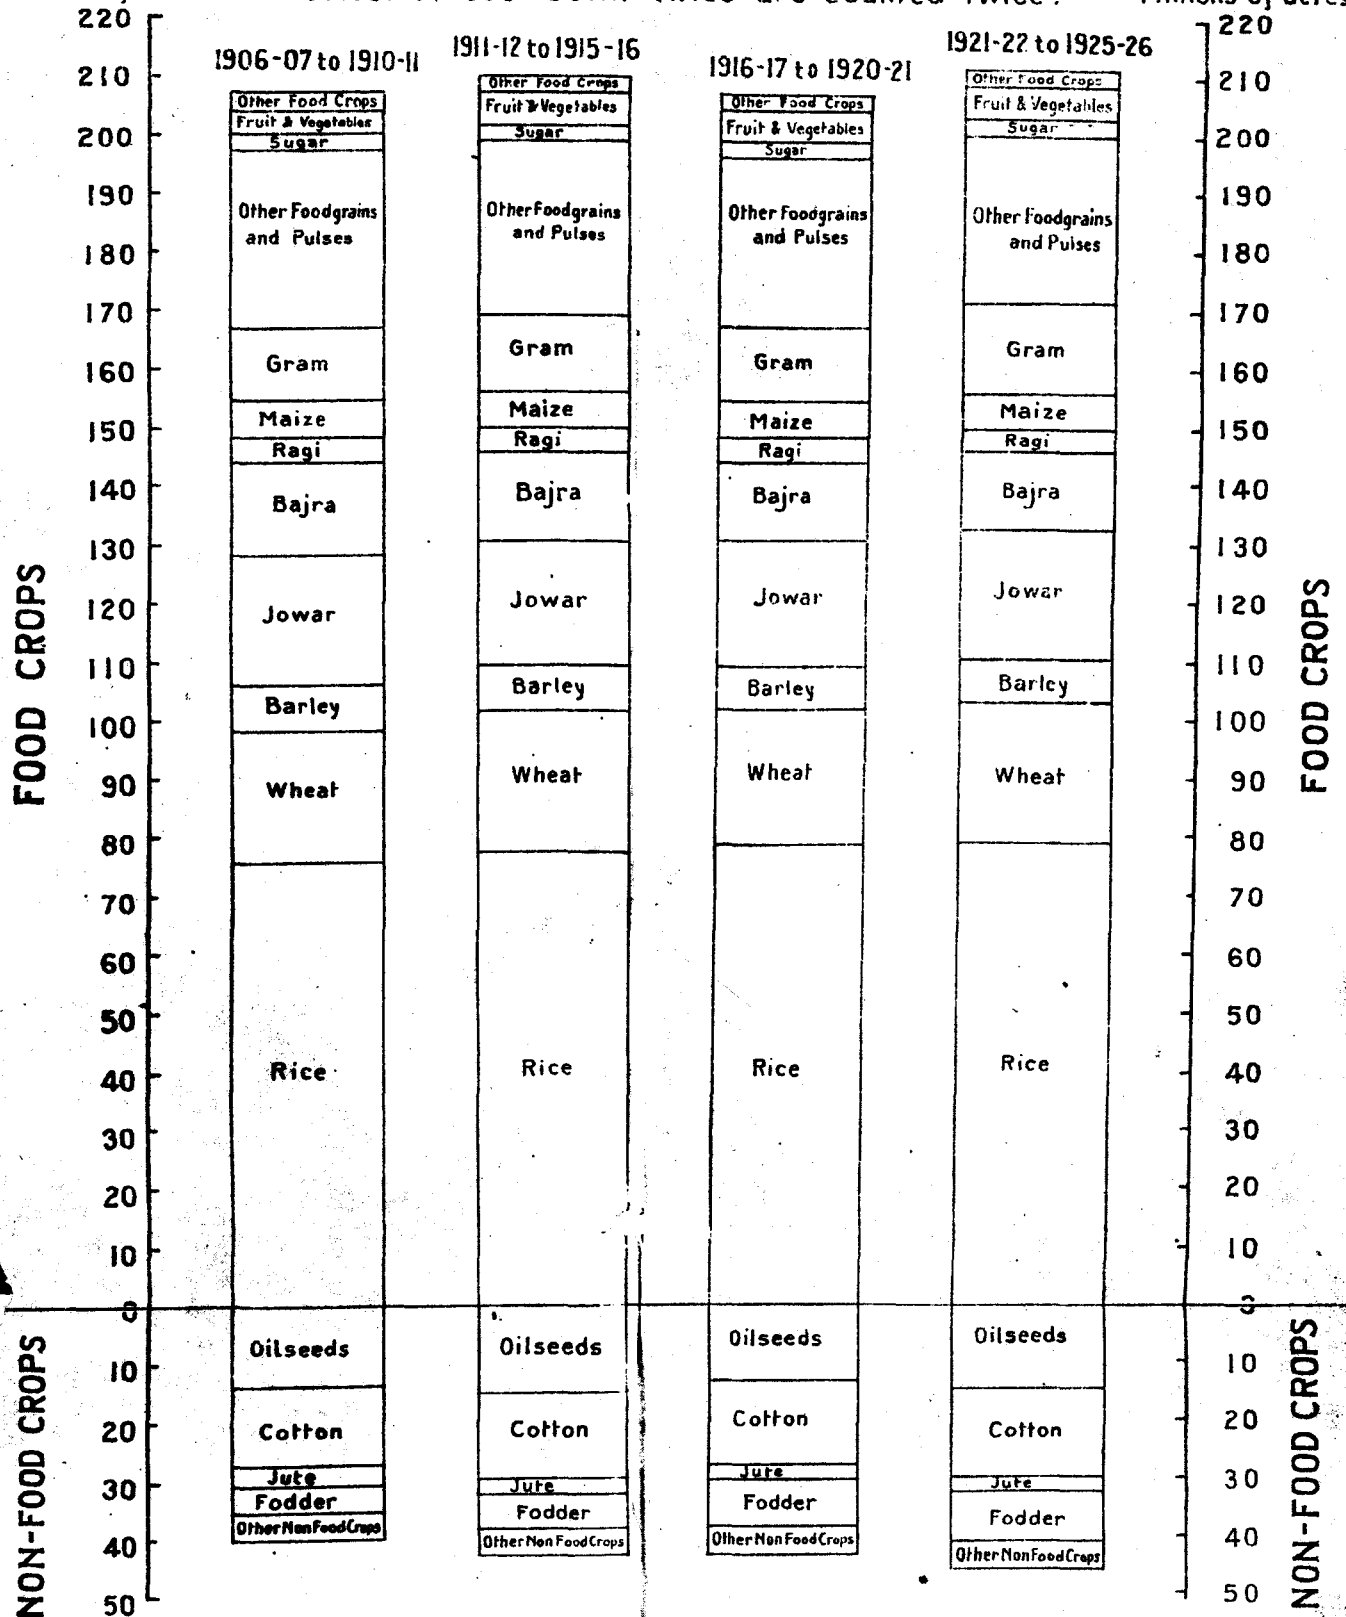 are counted twice.
Millions of acres
220
210
200
190
180
170
160
150
140
130
120
110
100
90
80
70
60
50
40
30
20
10
0
10
20
30
40
50
FOOD CROPS
NON-FOOD CROPS
1906-07 to 1910-11
Other Food Crops
Fruit & Vegetables
Sugar
Other Foodgrains
and Pulses
Gram
Maize
Ragi
Bajra
Jowar
Barley
Wheat
Rice
Oilseeds
Cotton
Jute
Fodder
Other Non Food Crops
1911-12 to 1915-16
Other Food Crops
Fruit & Vegetables
Sugar
Other Foodgrains
and Pulses
Gram
Maize
Ragi
Bajra
Jowar
Barley
Wheat
Rice
Oilseeds
Cotton
Jute
Fodder
Other Non Food Crops
1916-17 to 1920-21
Other Food Crops
Fruit & Vegetables
Sugar
Other Foodgrains
and Pulses
Gram
Maize
Ragi
Bajra
Jowar
Barley
Wheat
Rice
Oilseeds
Cotton
Jute
Fodder
Other Non Food Crops
1921-22 to 1925-26
Other Food Crops
Fruit & Vegetables
Sugar
Other Foodgrains
and Pulses
Gram
Maize
Ragi
Bajra
Jowar
Barley
Wheat
Rice
Oilseeds
Cotton
Jute
Fodder
Other Non Food Crops
220
210
200
190
180
170
160
150
140
130
120
110
100
90
80
70
60
50
40
30
20
10
0
10
20
30
40
50
FOOD CROPS
NON-FOOD CROPS